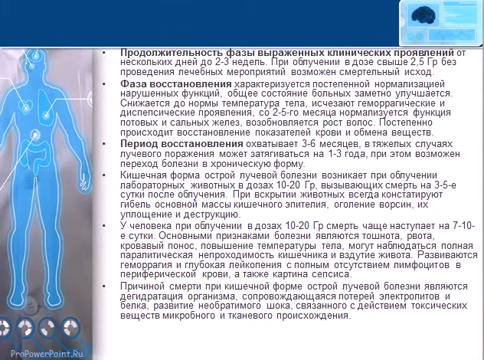 Продолжительность фазы выраженных клинических проявлений от
нескольких дней до 2-3 недель. При облучении в дозе свыше 2,5 Гр без
проведения лечебных мероприятий возможен смертельный исход.
Фаза восстановления характеризуется постепенной нормализацией
нарушенных функций, общее состояние больных заметно улучшается.
Снижается до нормы температура тела, исчезают геморрагические и
диспепсические проявления, со 2-5-го месяца нормализуется функция
потовых и сальных желез, возобновляется рост волос. Постепенно
происходит восстановление показателей крови и обмена веществ.
Период восстановления охватывает 3-6 месяцев, в тяжелых случаях
лучевого поражения может затягиваться на 1-3 года, при этом возможен
переход болезни в хроническую форму.
Кишечная форма острой лучевой болезни возникает при облучении
лабораторных животных в дозах 10-20 Гр, вызывающих смерть на 3-5-е
сутки после облучения. При вскрытии животных всегда констатируют
гибель основной массы кишечного эпителия, оголение ворсин, их
уплощение и деструкцию.
У человека при облучении в дозах 10-20 Гр смерть чаще наступает на 7-10-
е сутки. Основными признаками болезни являются тошнота, рвота,
кровавый понос, повышение температуры тела, могут наблюдаться полная
паралитическая непроходимость кишечника и вздутие живота. Развиваются
геморрагия и глубокая лейкопения с полным отсутствием лимфоцитов в
периферической крови, а также картина сепсиса.
Причиной смерти при кишечной форме острой лучевой болезни являются
дегидратация организма, сопровождающаяся потерей электролитов и
белка, развитие необратимого шока, связанного с действием токсических
веществ микробного и тканевого происхождения.
ProPowerPoint.Ru